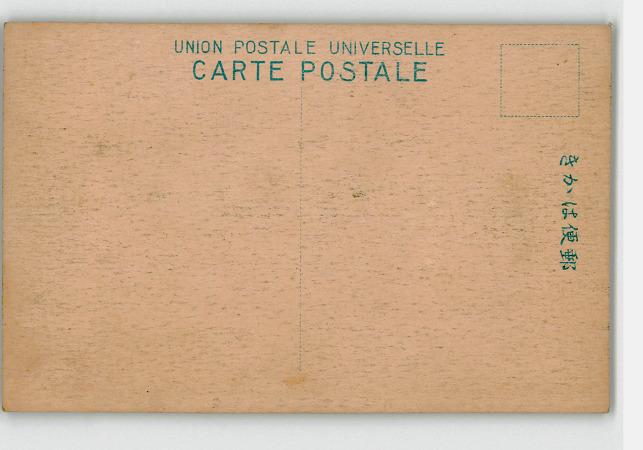 UNION POSTALE UNIVERSELLE
CARTE POSTALE
きかは便郵